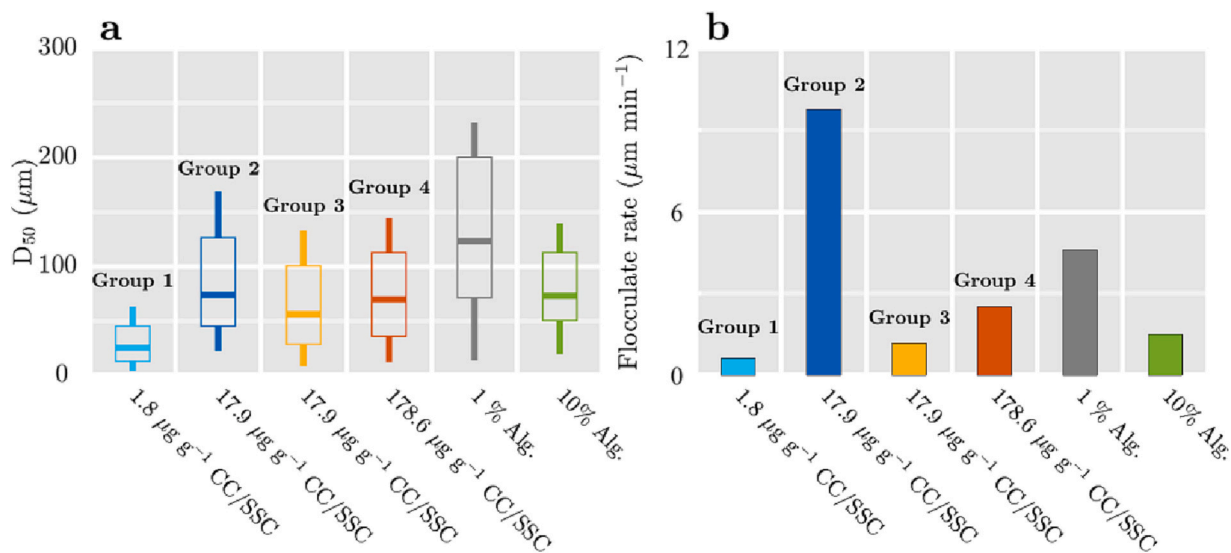 a
300
200
100
0
D₅₀ (μm)
Group 1
Group 2
Group 3
Group 4
1.8 μg g⁻¹ CC/SSC
17.9 μg g⁻¹ CC/SSC
17.9 μg g⁻¹ CC/SSC
178.6 μg g⁻¹ CC/SSC
1 % Alg.
10% Alg.
b
12
6
0
Flocculate rate (μm min⁻¹)
Group 1
Group 2
Group 3
Group 4
1.8 μg g⁻¹ CC/SSC
17.9 μg g⁻¹ CC/SSC
17.9 μg g⁻¹ CC/SSC
178.6 μg g⁻¹ CC/SSC
1 % Alg.
10% Alg.